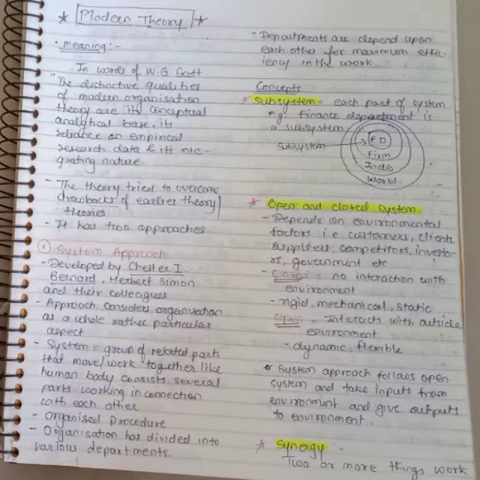 * Modern Theory *
- Meaning :-
In words of W.G Scott
"The distinctive qualities
of modern organisation
theory are its conceptual
analytical base, its
reliance on empirical
research data & its inte-
grating nature.
- The theory tried to overcome
drawbacks of earlier theory
theories
- It has two approaches
① System Approach
- Developed by Chester I.
Bernard, Herbert Simon
and their colleagues
- Approach considers organisation
as a whole rather particular
aspect
- System = group of related parts
that move/work together like
human body consists several
parts working in connection
with each other
- Organised Procedure
- Organisation has divided into
various departments.
- Departments are depend upon
each other for maximum effic-
iency in the work.
Concepts
* Subsystem = each part of system
eg. Finance department is
a subsystem.
Subsystem
F D
Firm
Indus
World
* Open and closed System
- Depends on environmental
factors i.e customers, clients
suppliers, competitors, investor
, government etc
- Closed = no interaction with
environment
- rigid, mechanical, static
Open - Interacts with outside
environment
- dynamic, flexible
System approach follows open
system and take inputs from
environment and give outputs
to environment.
* Synergy -
Two or more things work